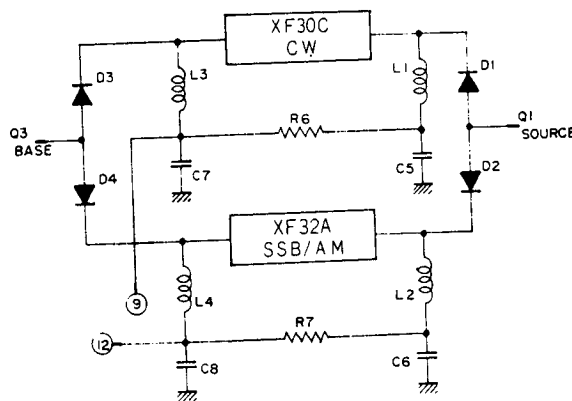 XF30C
CW
D3
L3
L1
D1
Q3
BASE
R6
Q1
SOURCE
D4
C7
C5
D2
XF32A
SSB/AM
9
L4
L2
R7
12
C8
C6